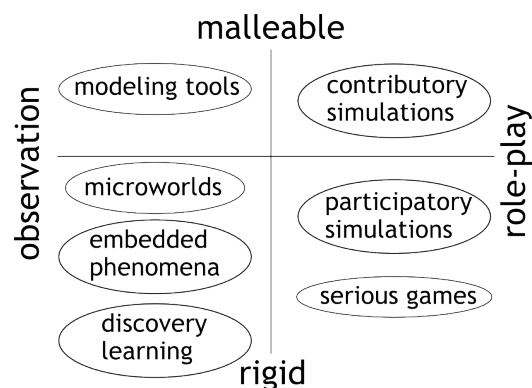 malleable
modeling tools
contributory
simulations
observation
role-play
microworlds
participatory
simulations
embedded
phenomena
serious games
discovery
learning
rigid